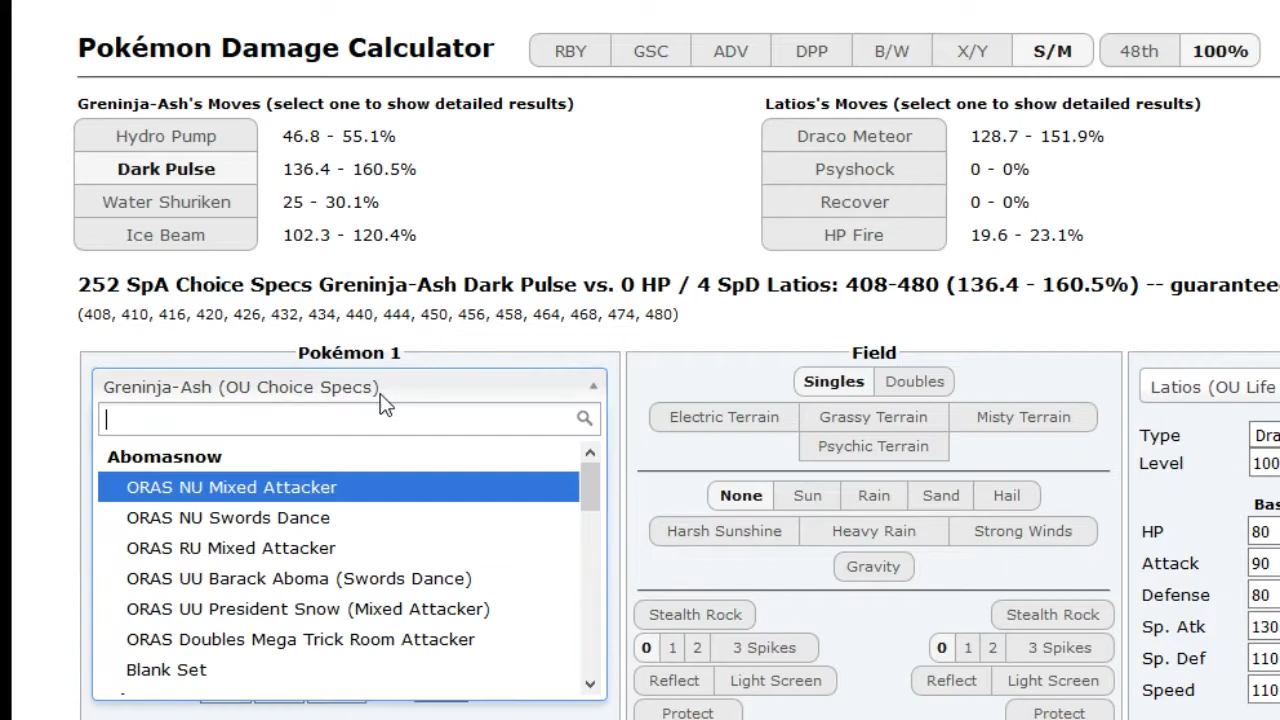 Pokémon Damage Calculator RBY GSC ADV DPP B/W X/Y S/M 48th 100%
Greninja-Ash's Moves (select one to show detailed results) Latios's Moves (select one to show detailed results)
Hydro Pump 46.8 - 55.1% Draco Meteor 128.7 - 151.9%
Dark Pulse 136.4 - 160.5% Psyshock 0 - 0%
Water Shuriken 25 - 30.1% Recover 0 - 0%
Ice Beam 102.3 - 120.4% HP Fire 19.6 - 23.1%
252 SpA Choice Specs Greninja-Ash Dark Pulse vs. 0 HP / 4 SpD Latios: 408-480 (136.4 - 160.5%) -- guarantee
(408, 410, 416, 420, 426, 432, 434, 440, 444, 450, 456, 458, 464, 468, 474, 480)
Pokémon 1
Greninja-Ash (OU Choice Specs)
Abomasnow
ORAS NU Mixed Attacker
ORAS NU Swords Dance
ORAS RU Mixed Attacker
ORAS UU Barack Aboma (Swords Dance)
ORAS UU President Snow (Mixed Attacker)
ORAS Doubles Mega Trick Room Attacker
Blank Set
Field
Singles Doubles
Electric Terrain Grassy Terrain Misty Terrain
Psychic Terrain
None Sun Rain Sand Hail
Harsh Sunshine Heavy Rain Strong Winds
Gravity
Stealth Rock Stealth Rock
0 1 2 3 Spikes 0 1 2 3 Spikes
Reflect Light Screen Reflect Light Screen
Protect Protect
Latios (OU Life
Type Dra
Level 100
Bas
HP 80
Attack 90
Defense 80
Sp. Atk 130
Sp. Def 110
Speed 110